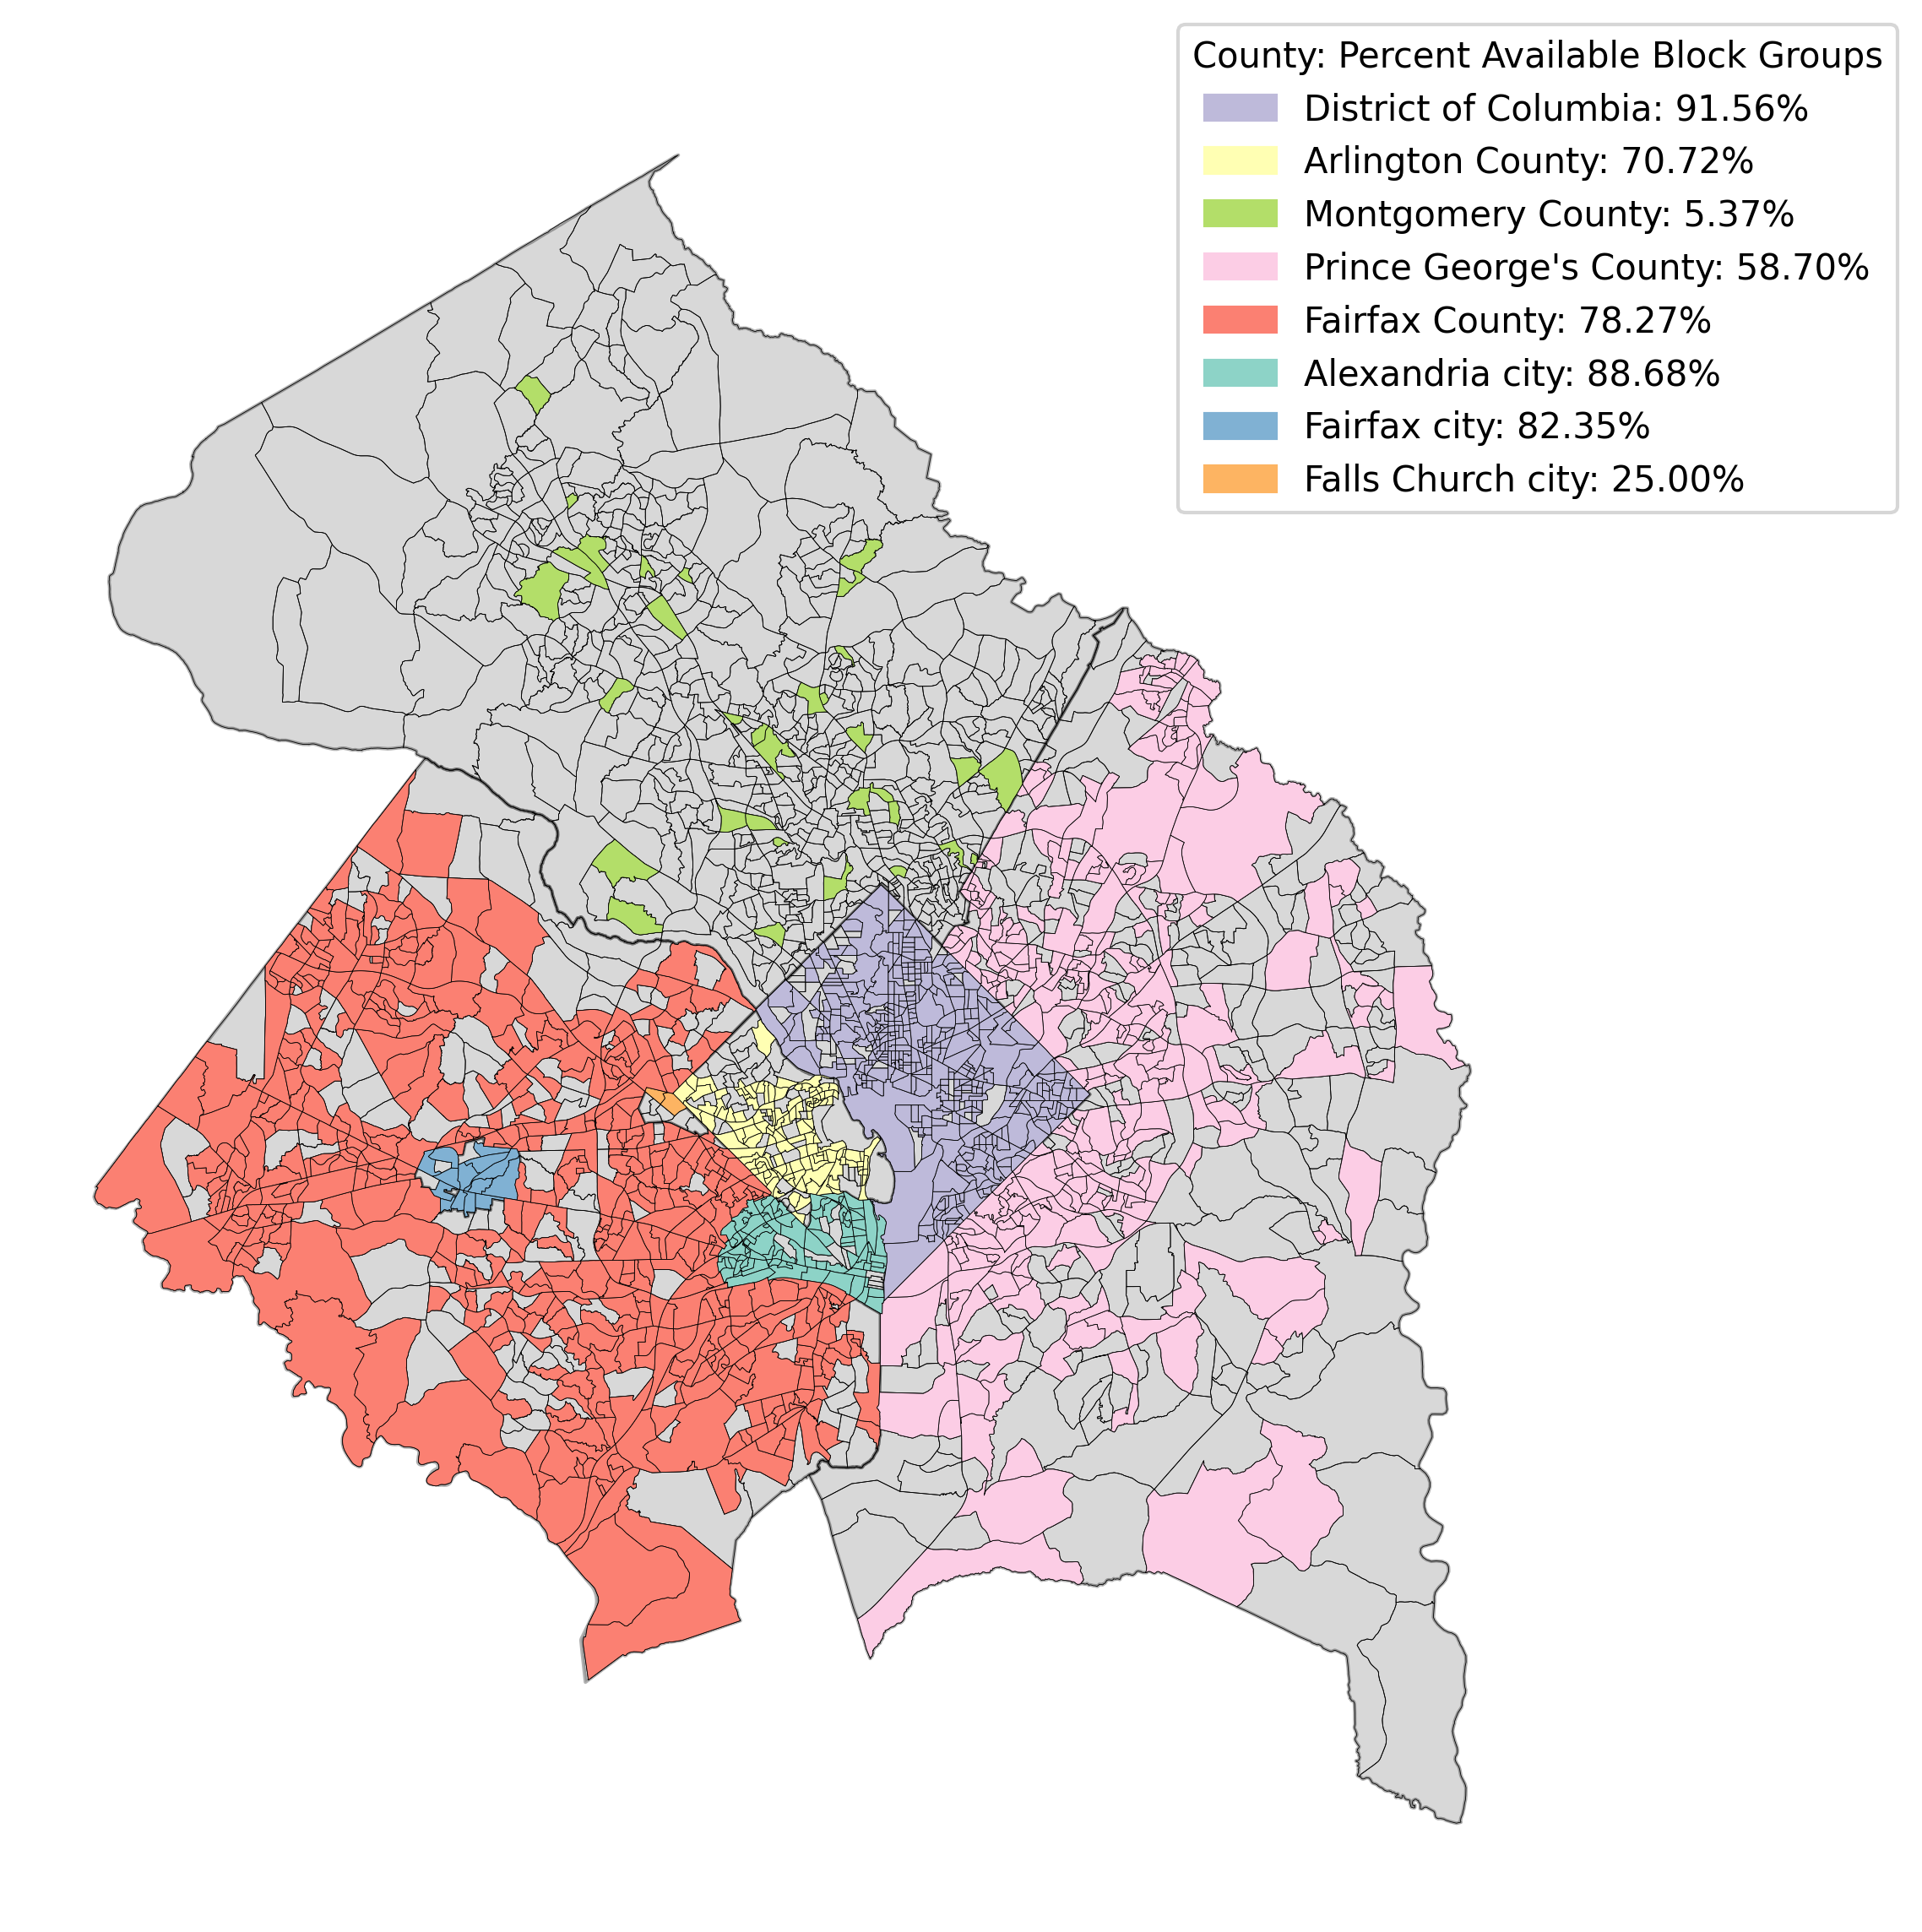 County: Percent Available Block Groups
District of Columbia: 91.56%
Arlington County: 70.72%
Montgomery County: 5.37%
Prince George's County: 58.70%
Fairfax County: 78.27%
Alexandria city: 88.68%
Fairfax city: 82.35%
Falls Church city: 25.00%